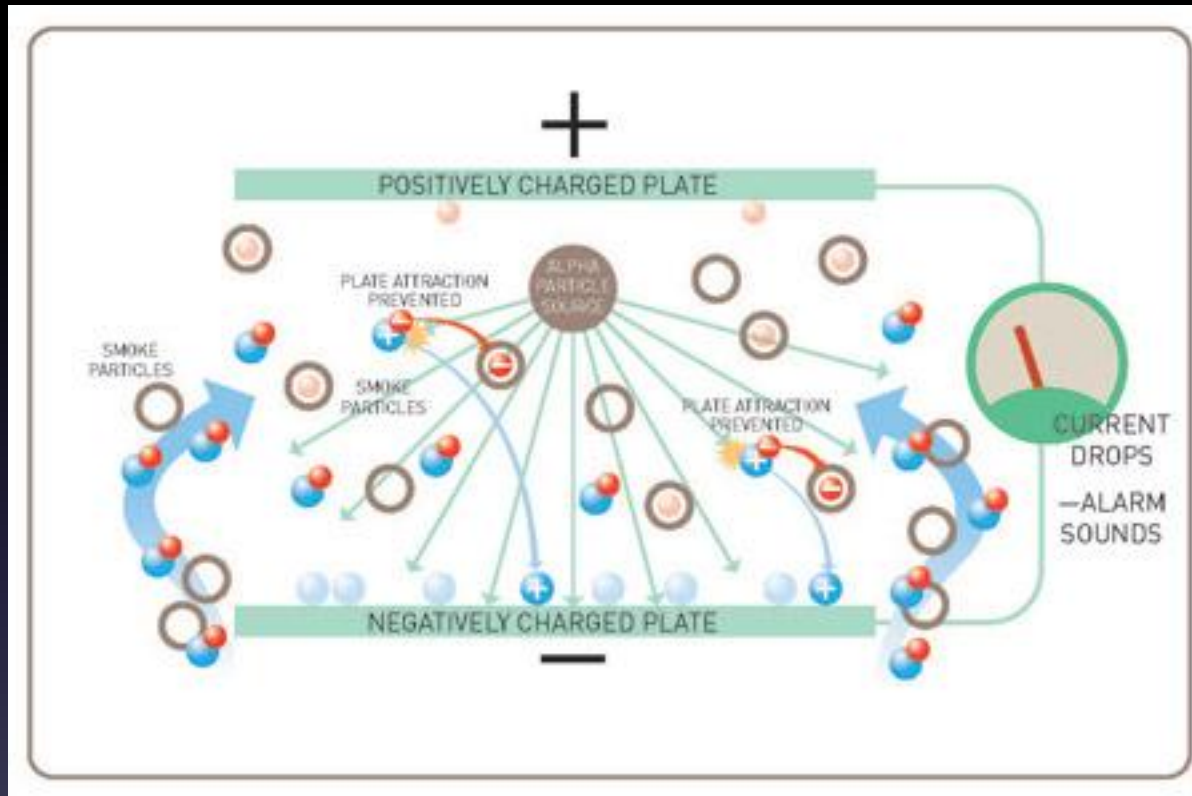 +
POSITIVELY CHARGED PLATE
ALPHA
PARTICLE
SOURCE
PLATE ATTRACTION
PREVENTED
SMOKE
PARTICLES
SMOKE
PARTICLES
PLATE ATTRACTION
PREVENTED
CURRENT
DROPS
—ALARM
SOUNDS
NEGATIVELY CHARGED PLATE
—